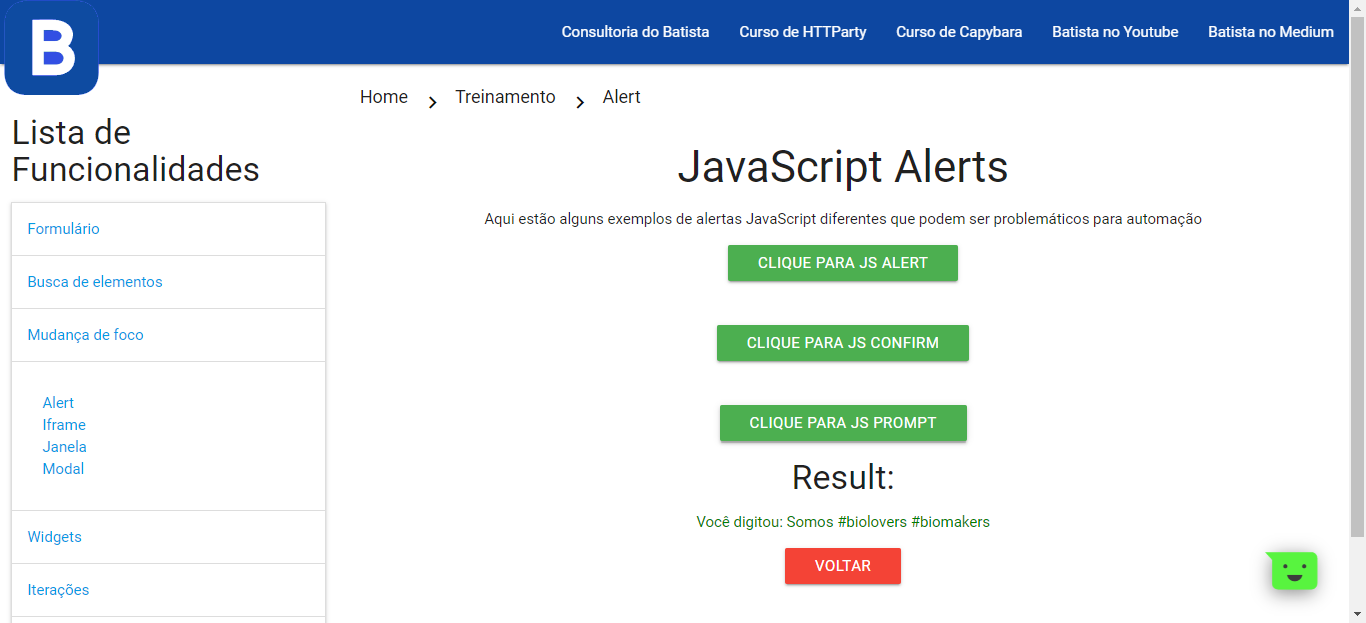 B
Consultoria do Batista
Curso de HTTParty
Curso de Capybara
Batista no Youtube
Batista no Medium
Lista de
Funcionalidades
Formulário
Busca de elementos
Mudança de foco
Alert
Iframe
Janela
Modal
Widgets
Iterações
Home
Treinamento
Alert
JavaScript Alerts
Aqui estão alguns exemplos de alertas JavaScript diferentes que podem ser problemáticos para automação
CLIQUE PARA JS ALERT
CLIQUE PARA JS CONFIRM
CLIQUE PARA JS PROMPT
Result:
Você digitou: Somos #biolovers #biomakers
VOLTAR